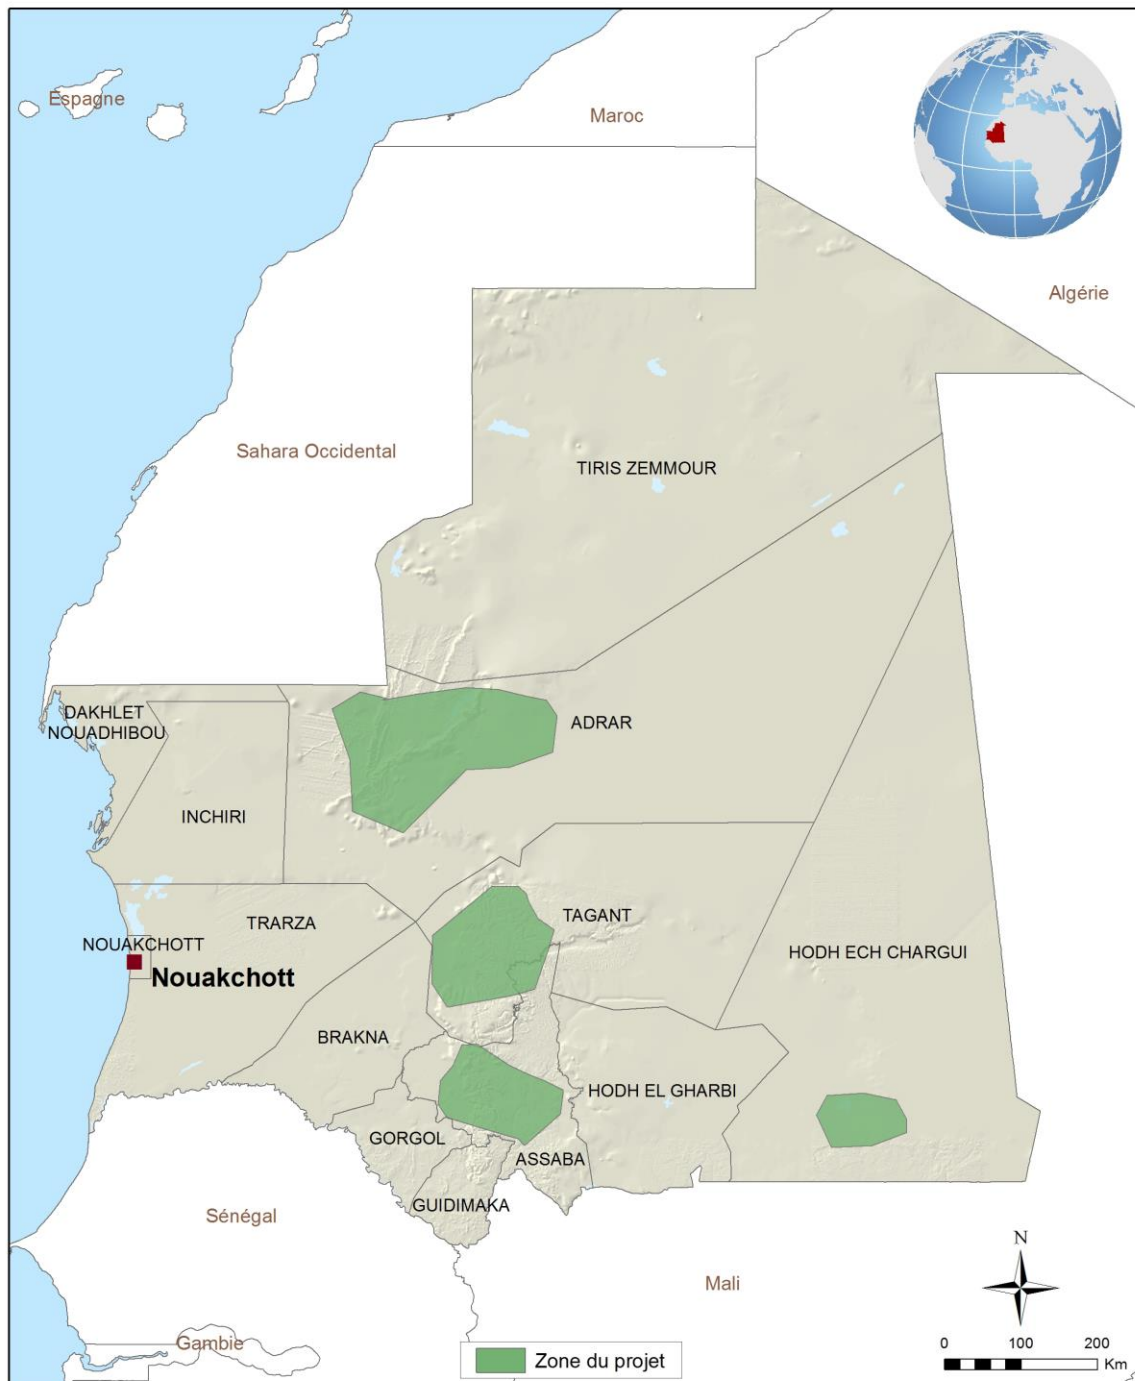 Espagne
Maroc
Algérie
Sahara Occidental
TIRIS ZEMMOUR
DAKHLET
NOUADHIBOU
ADRAR
INCHIRI
TRARZA
TAGANT
NOUAKCHOTT
HODH ECH CHARGUI
Nouakchott
BRAKNA
HODH EL GHARBI
GORGOL
ASSABA
GUIDIMAKA
Sénégal
N
Mali
Gambie
Zone du projet
0 100 200
Km